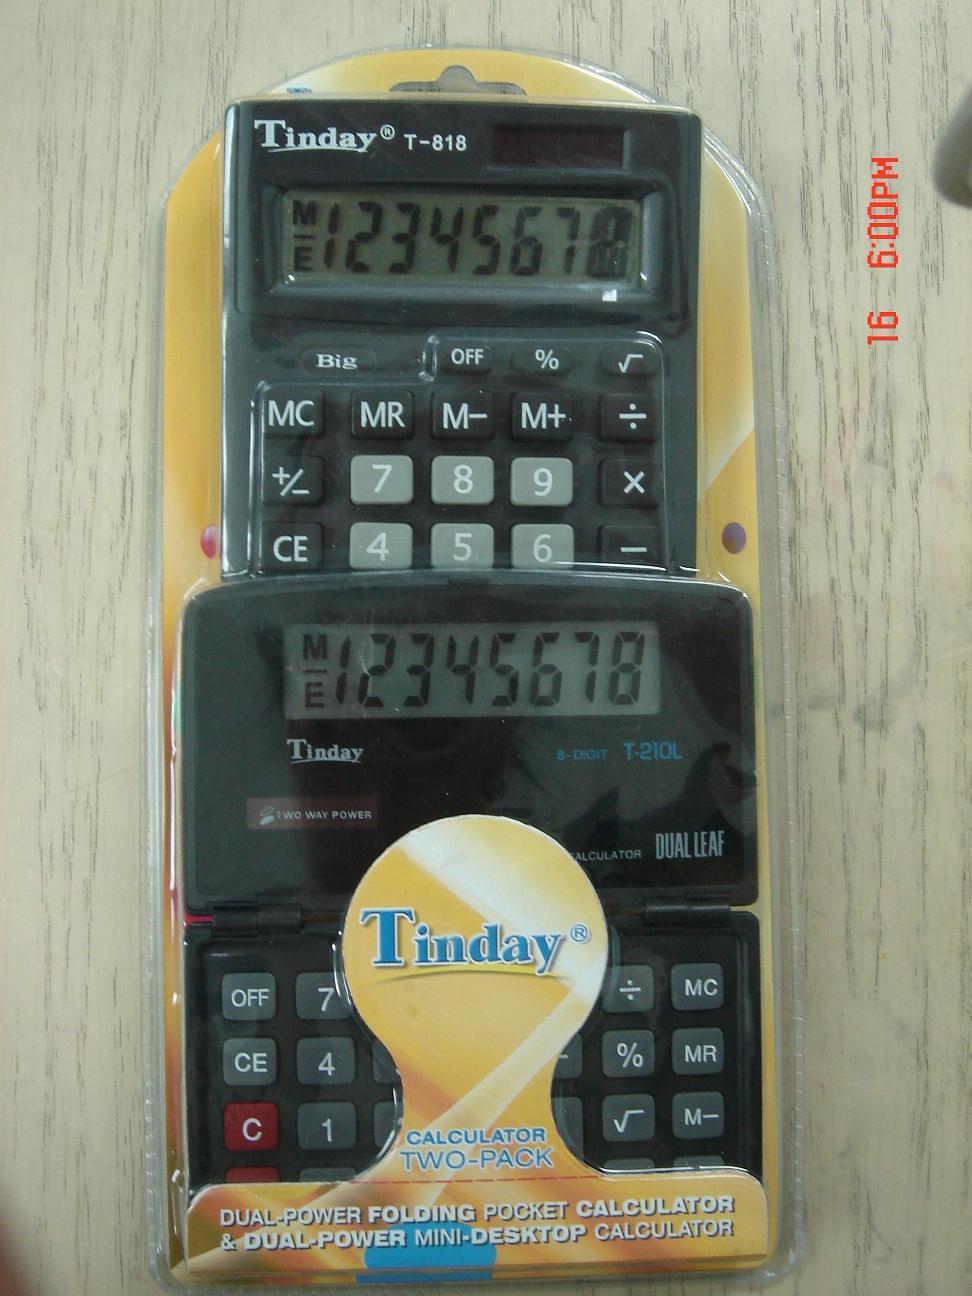 Tinday® T-818
M
–
E
12345678
Big OFF % √
MC MR M– M+ ÷
+/– 7 8 9 ×
CE 4 5 6 –
M
–
E
12345678
Tinday 8-DIGIT T-210L
TWO WAY POWER
CALCULATOR DUAL LEAF
Tinday®
OFF 7 ÷ MC
CE 4 % MR
C 1 √ M–
CALCULATOR
TWO-PACK
DUAL-POWER FOLDING POCKET CALCULATOR
& DUAL-POWER MINI-DESKTOP CALCULATOR
16 6:00PM